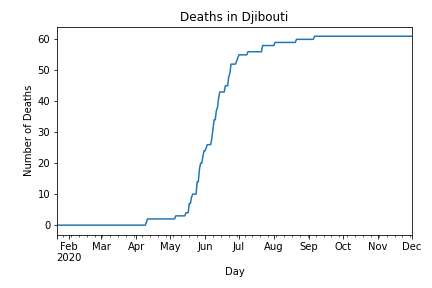 Deaths in Djibouti
Number of Deaths
60
50
40
30
20
10
0
Feb Mar Apr May Jun Jul Aug Sep Oct Nov Dec
2020
Day